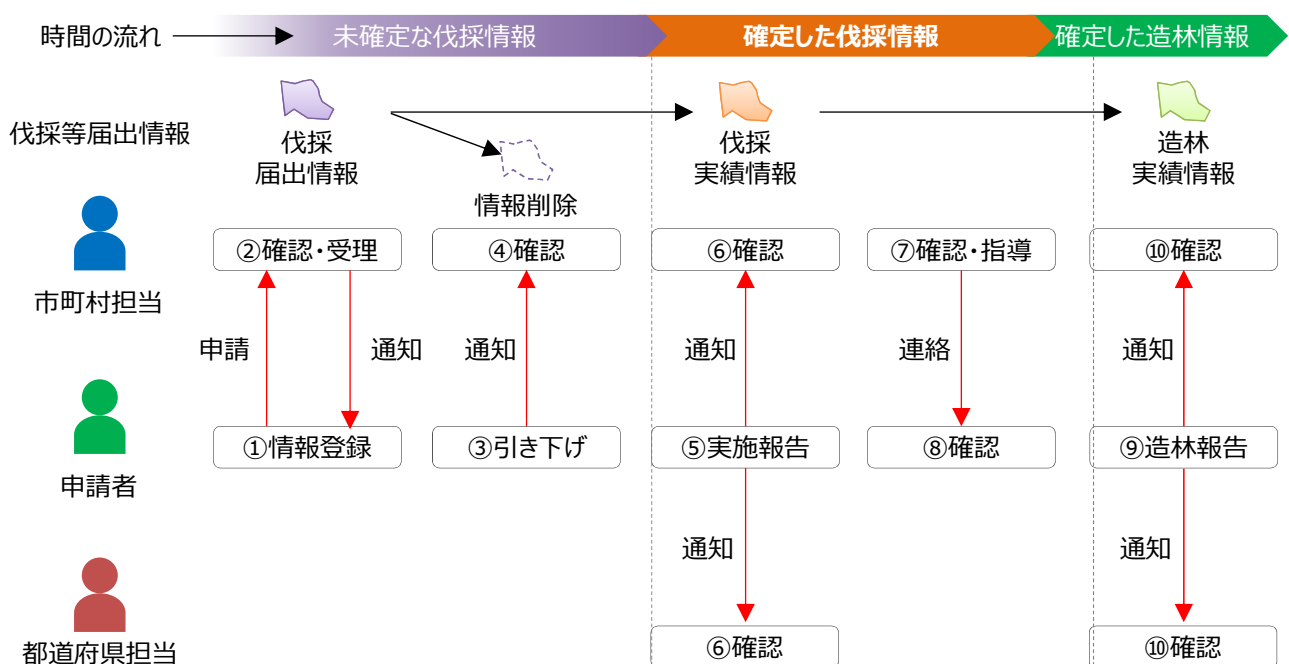 時間の流れ
未確定な伐採情報
確定した伐採情報
確定した造林情報
伐採等届出情報
伐採
届出情報
情報削除
伐採
実績情報
造林
実績情報
市町村担当
②確認・受理
④確認
⑥確認
⑦確認・指導
⑩確認
申請
通知
通知
通知
連絡
通知
申請者
①情報登録
③引き下げ
⑤実施報告
⑧確認
⑨造林報告
通知
通知
都道府県担当
⑥確認
⑩確認